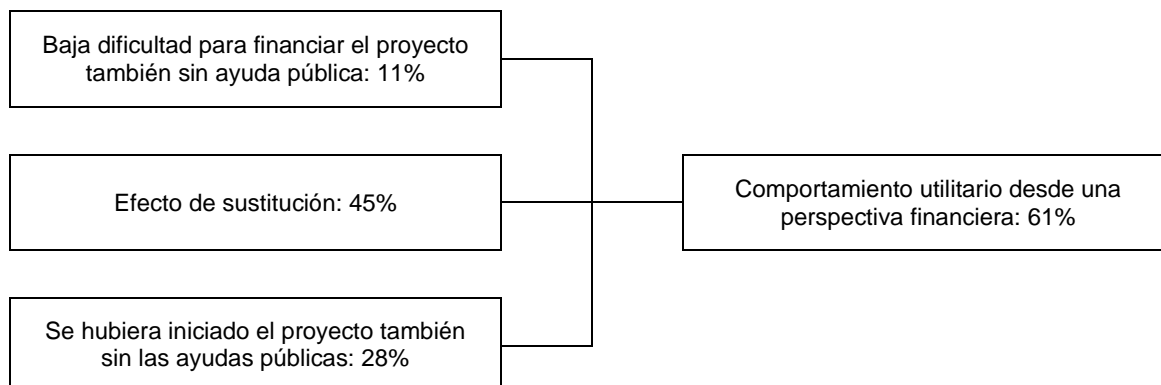 Baja dificultad para financiar el proyecto
también sin ayuda pública: 11%
Efecto de sustitución: 45%
Comportamiento utilitario desde una
perspectiva financiera: 61%
Se hubiera iniciado el proyecto también
sin las ayudas públicas: 28%